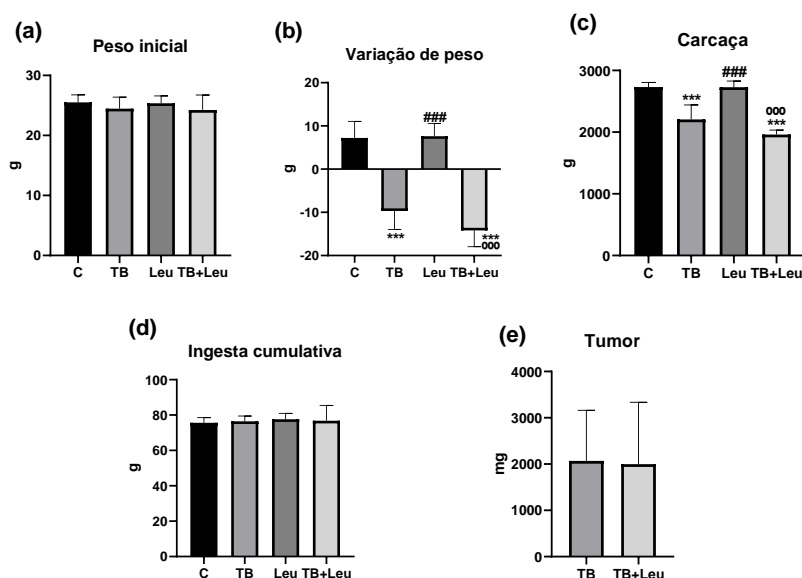 (a)
Peso inicial
30
20
10
0
g
C TB Leu TB+Leu
(b)
Variação de peso
20
10
0
-10
-20
g
***
###
***
ooo
C TB Leu TB+Leu
(c)
Carcaça
3000
2000
1000
0
g
***
###
ooo
***
C TB Leu TB+Leu
(d)
Ingesta cumulativa
100
80
60
40
20
0
g
C TB Leu TB+Leu
(e)
Tumor
4000
3000
2000
1000
0
mg
TB TB+Leu